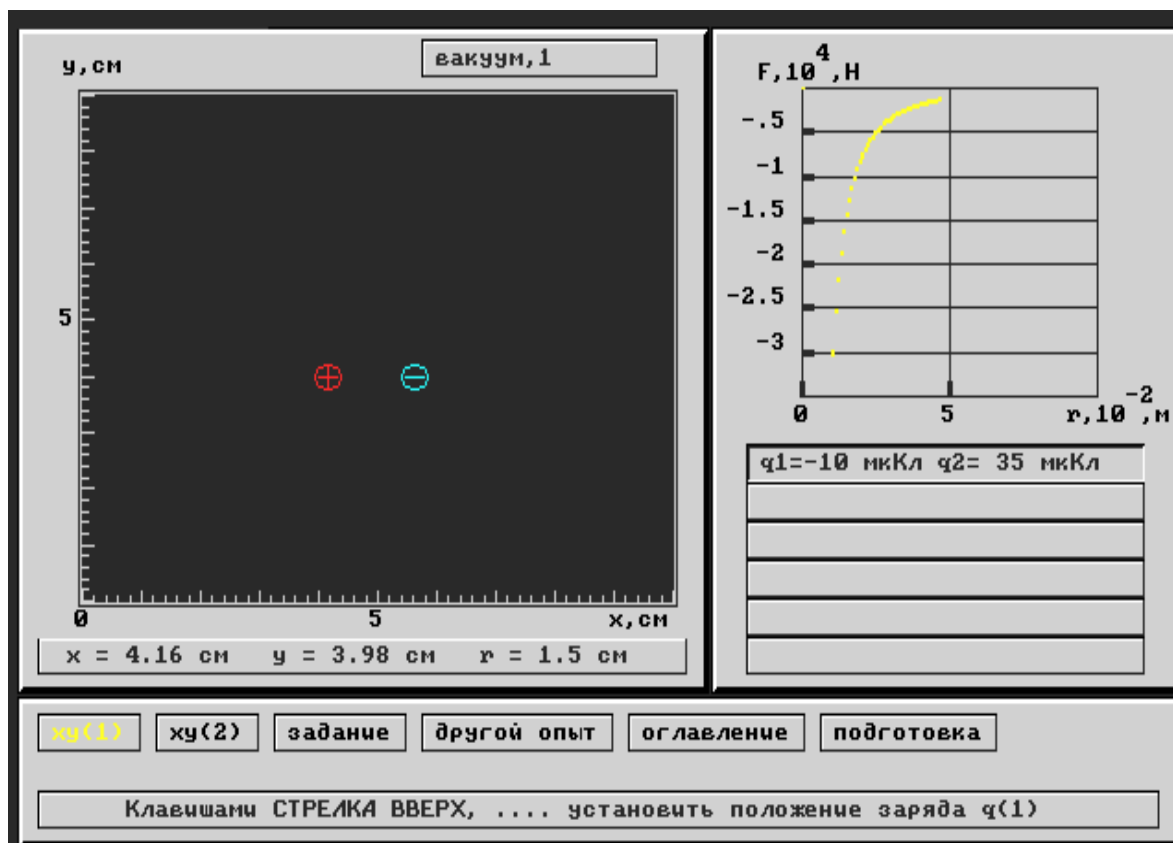 y,см
вакуум,1
5
0 5 x,см
x = 4.16 см y = 3.98 см r = 1.5 см
F,10^4,Н
-.5
-1
-1.5
-2
-2.5
-3
0 5 r,10^-2,м
q1=-10 мкКл q2= 35 мкКл
xy(1) xy(2) задание другой опыт оглавление подготовка
Клавишами СТРЕЛКА ВВЕРХ, .... установить положение заряда q(1)